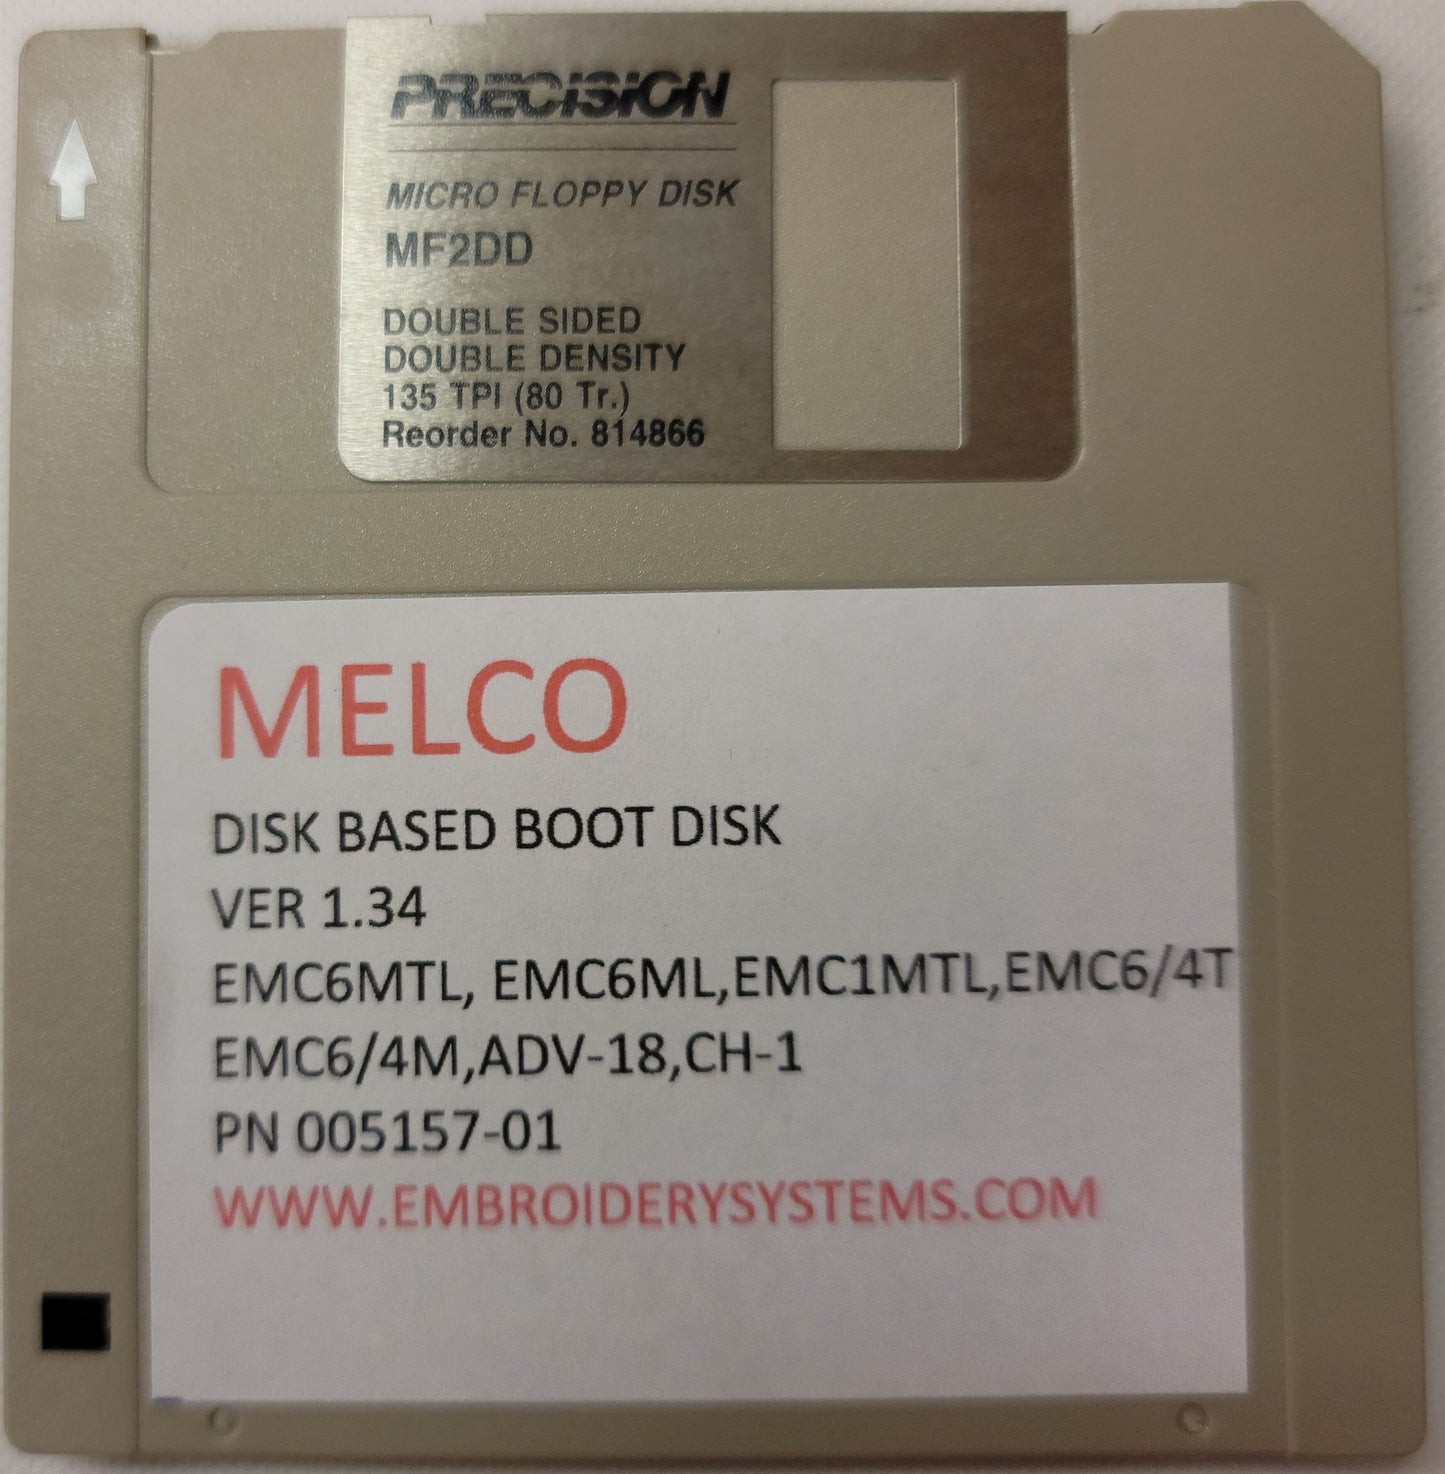 PRECISION
MICRO FLOPPY DISK
MF2DD
DOUBLE SIDED
DOUBLE DENSITY
135 TPI (80 Tr.)
Reorder No. 814866
MELCO
DISK BASED BOOT DISK
VER 1.34
EMC6MTL, EMC6ML,EMC1MTL,EMC6/4T
EMC6/4M,ADV-18,CH-1
PN 005157-01
WWW.EMBROIDERYSYSTEMS.COM